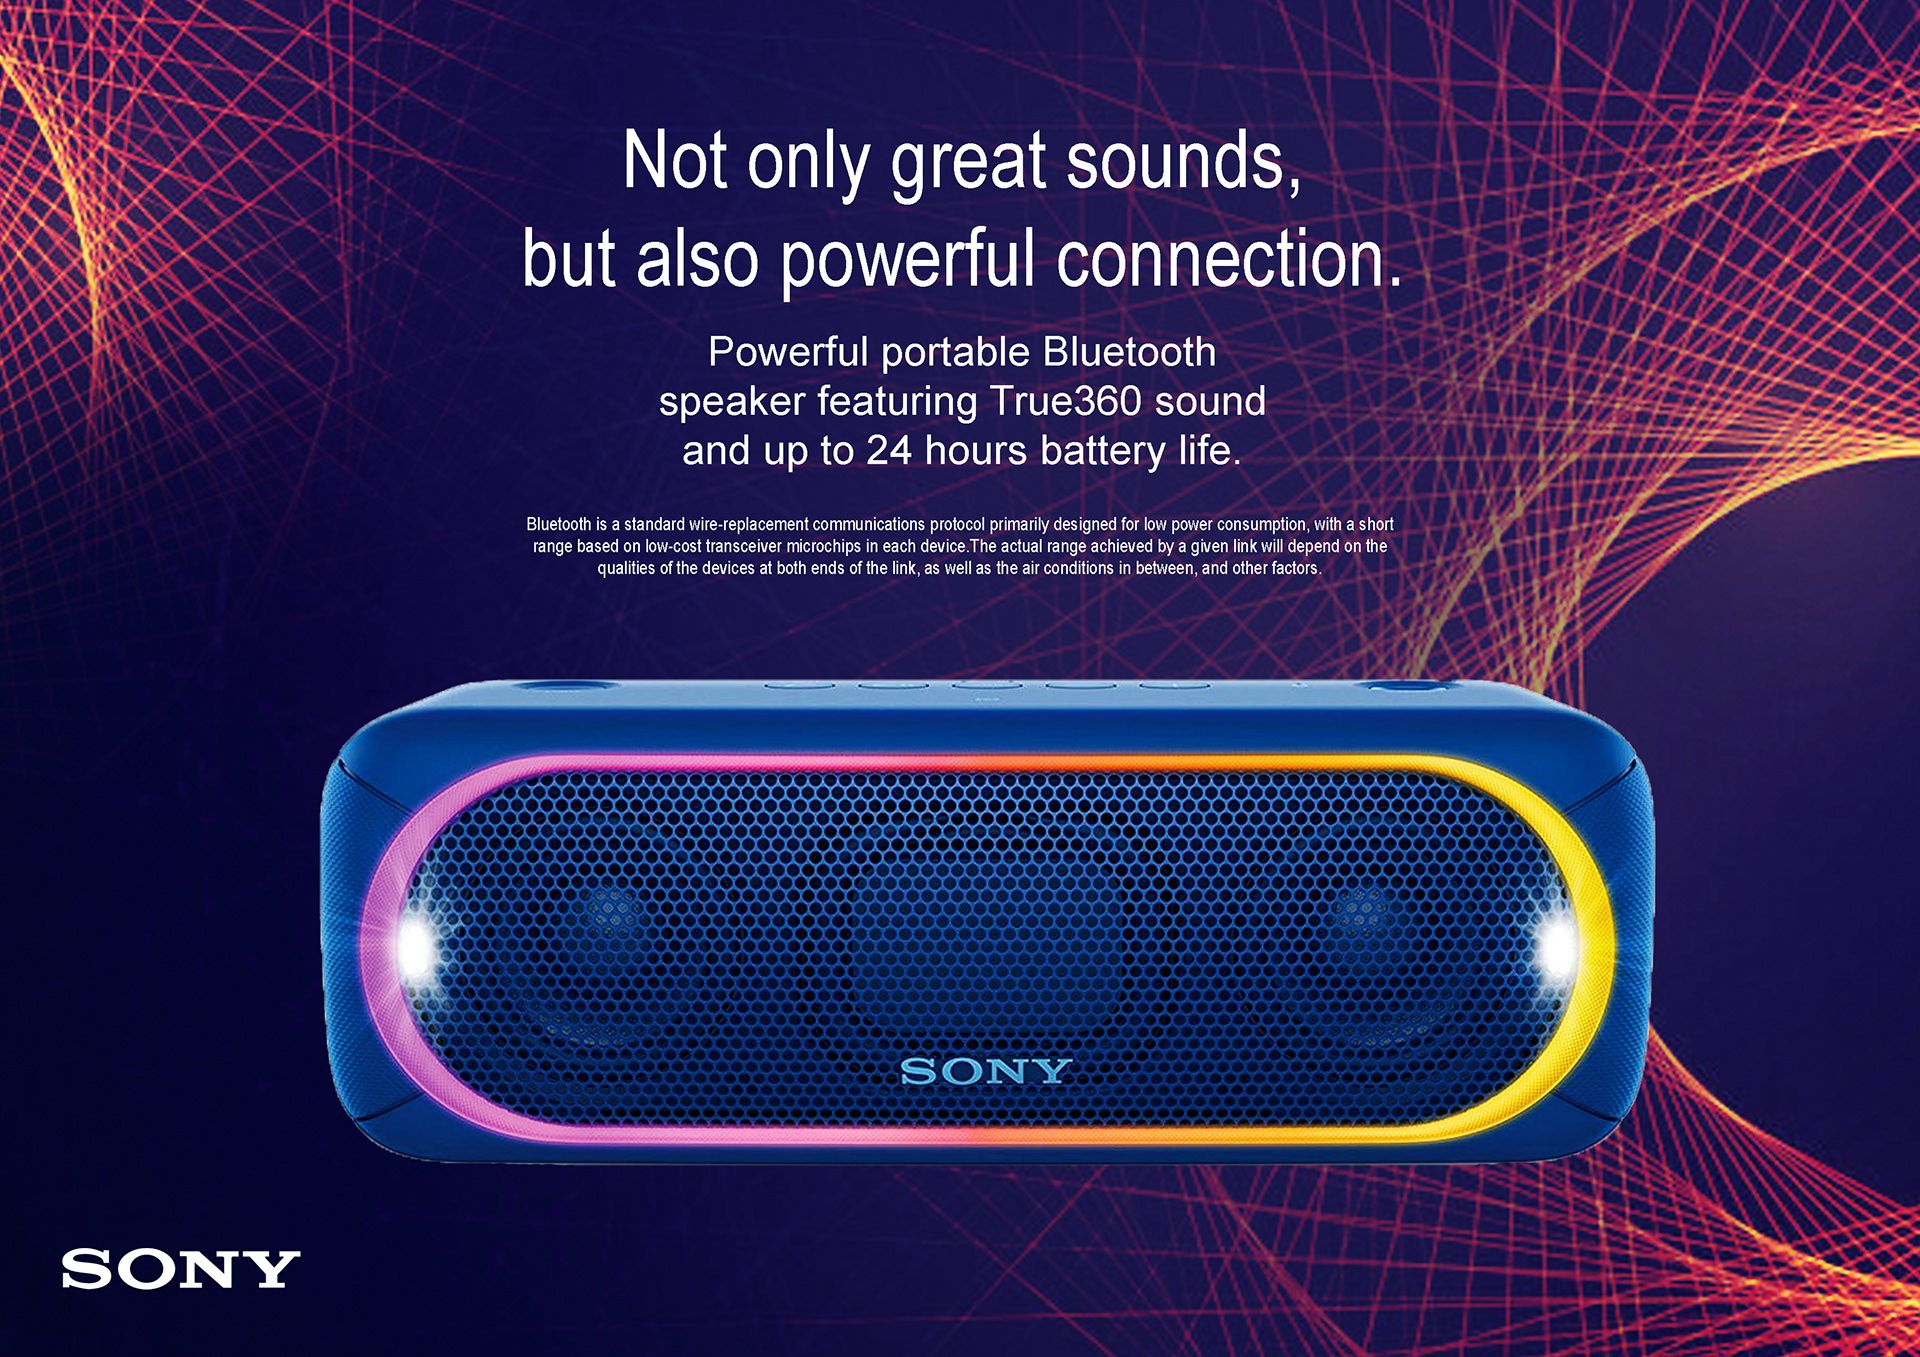 Not only great sounds,
but also powerful connection.
Powerful portable Bluetooth
speaker featuring True360 sound
and up to 24 hours battery life.
Bluetooth is a standard wire-replacement communications protocol primarily designed for low power consumption, with a short
range based on low-cost transceiver microchips in each device.The actual range achieved by a given link will depend on the
qualities of the devices at both ends of the link, as well as the air conditions in between, and other factors.
SONY
SONY